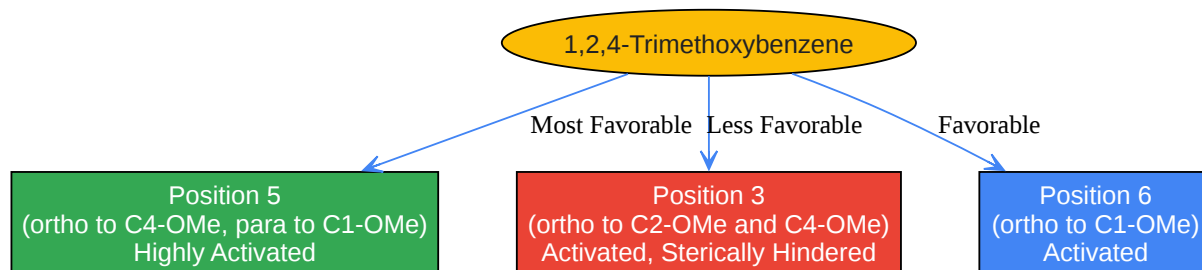 1,2,4-Trimethoxybenzene
Most Favorable
Less Favorable
Favorable
Position 5
(ortho to C4-OMe, para to C1-OMe)
Highly Activated
Position 3
(ortho to C2-OMe and C4-OMe)
Activated, Sterically Hindered
Position 6
(ortho to C1-OMe)
Activated